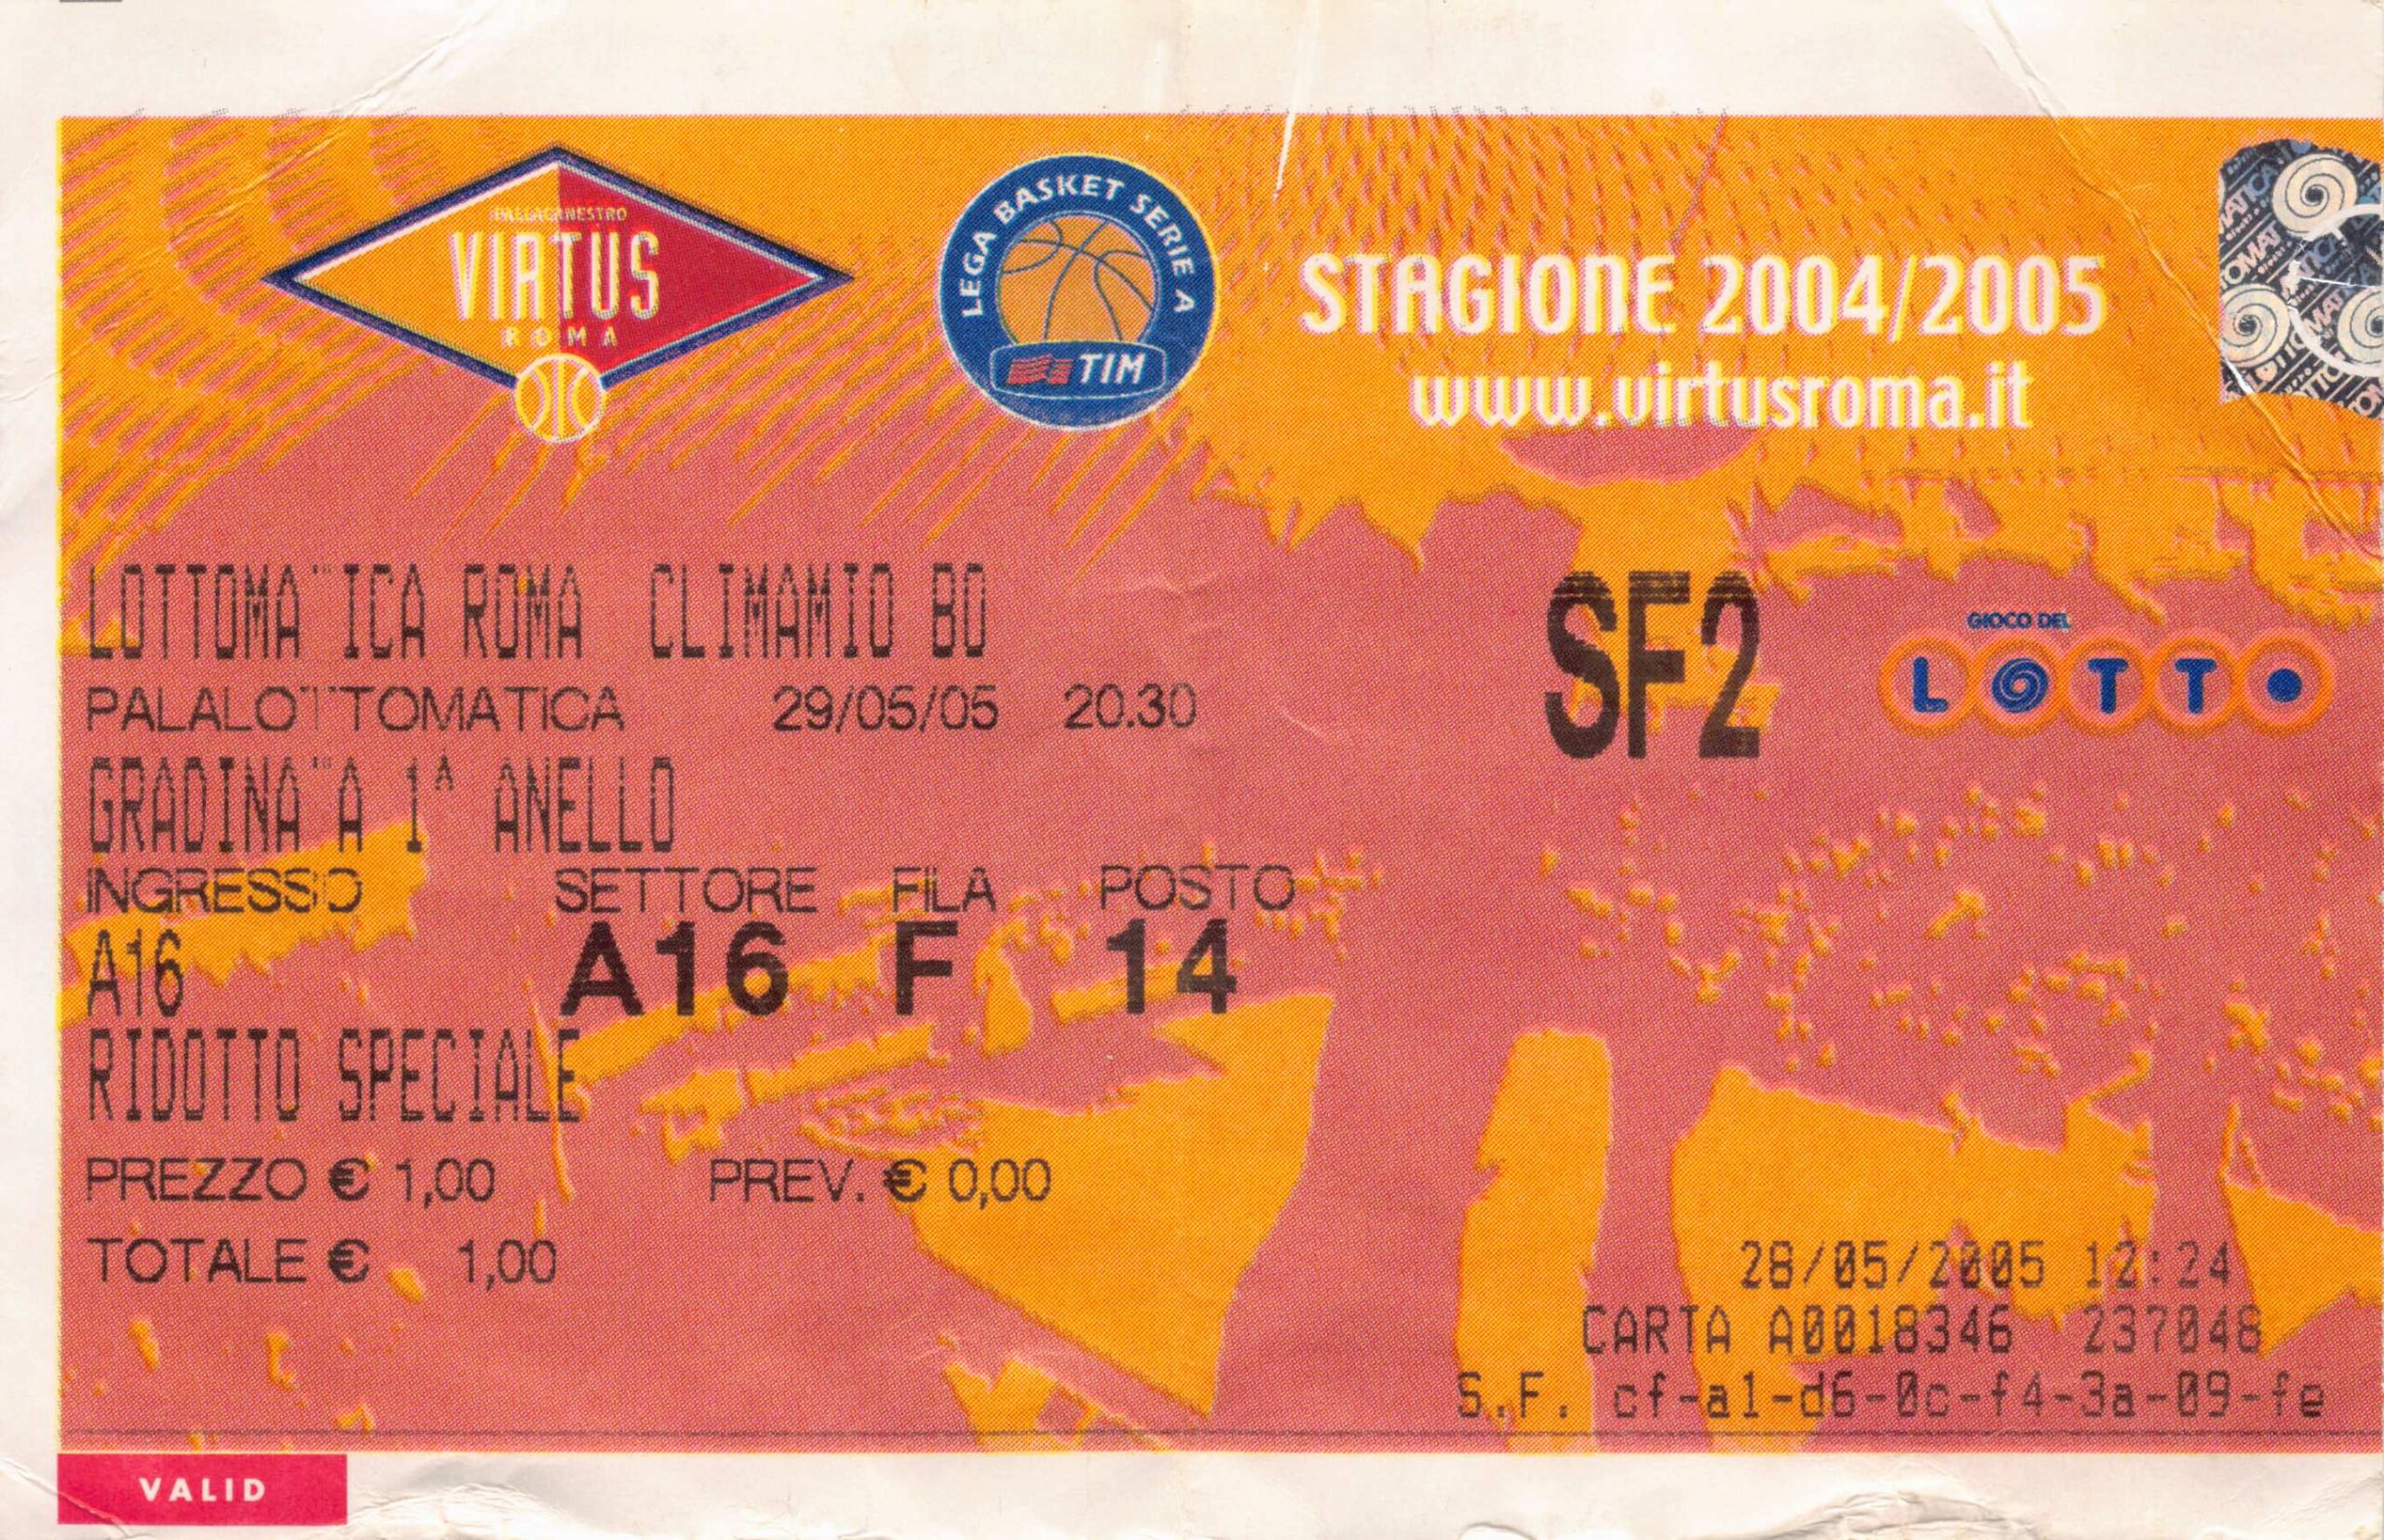 PALLACANESTRO
VIRTUS
ROMA
LEGA BASKET SERIE A
TIM
STAGIONE 2004/2005
www.virtusroma.it
LOTTOMATICA ROMA CLIMAMIO BO
PALALOTTOMATICA 29/05/05 20.30
SF2
GIOCO DEL
LOTTO
GRADINATA 1^ ANELLO
INGRESSO SETTORE FILA POSTO
A16 A16 F 14
RIDOTTO SPECIALE
PREZZO € 1,00 PREV. € 0,00
TOTALE € 1,00
28/05/2005 12:24
CARTA A0018346 237048
S.F. cf-a1-d6-0c-f4-3a-09-fe
VALID